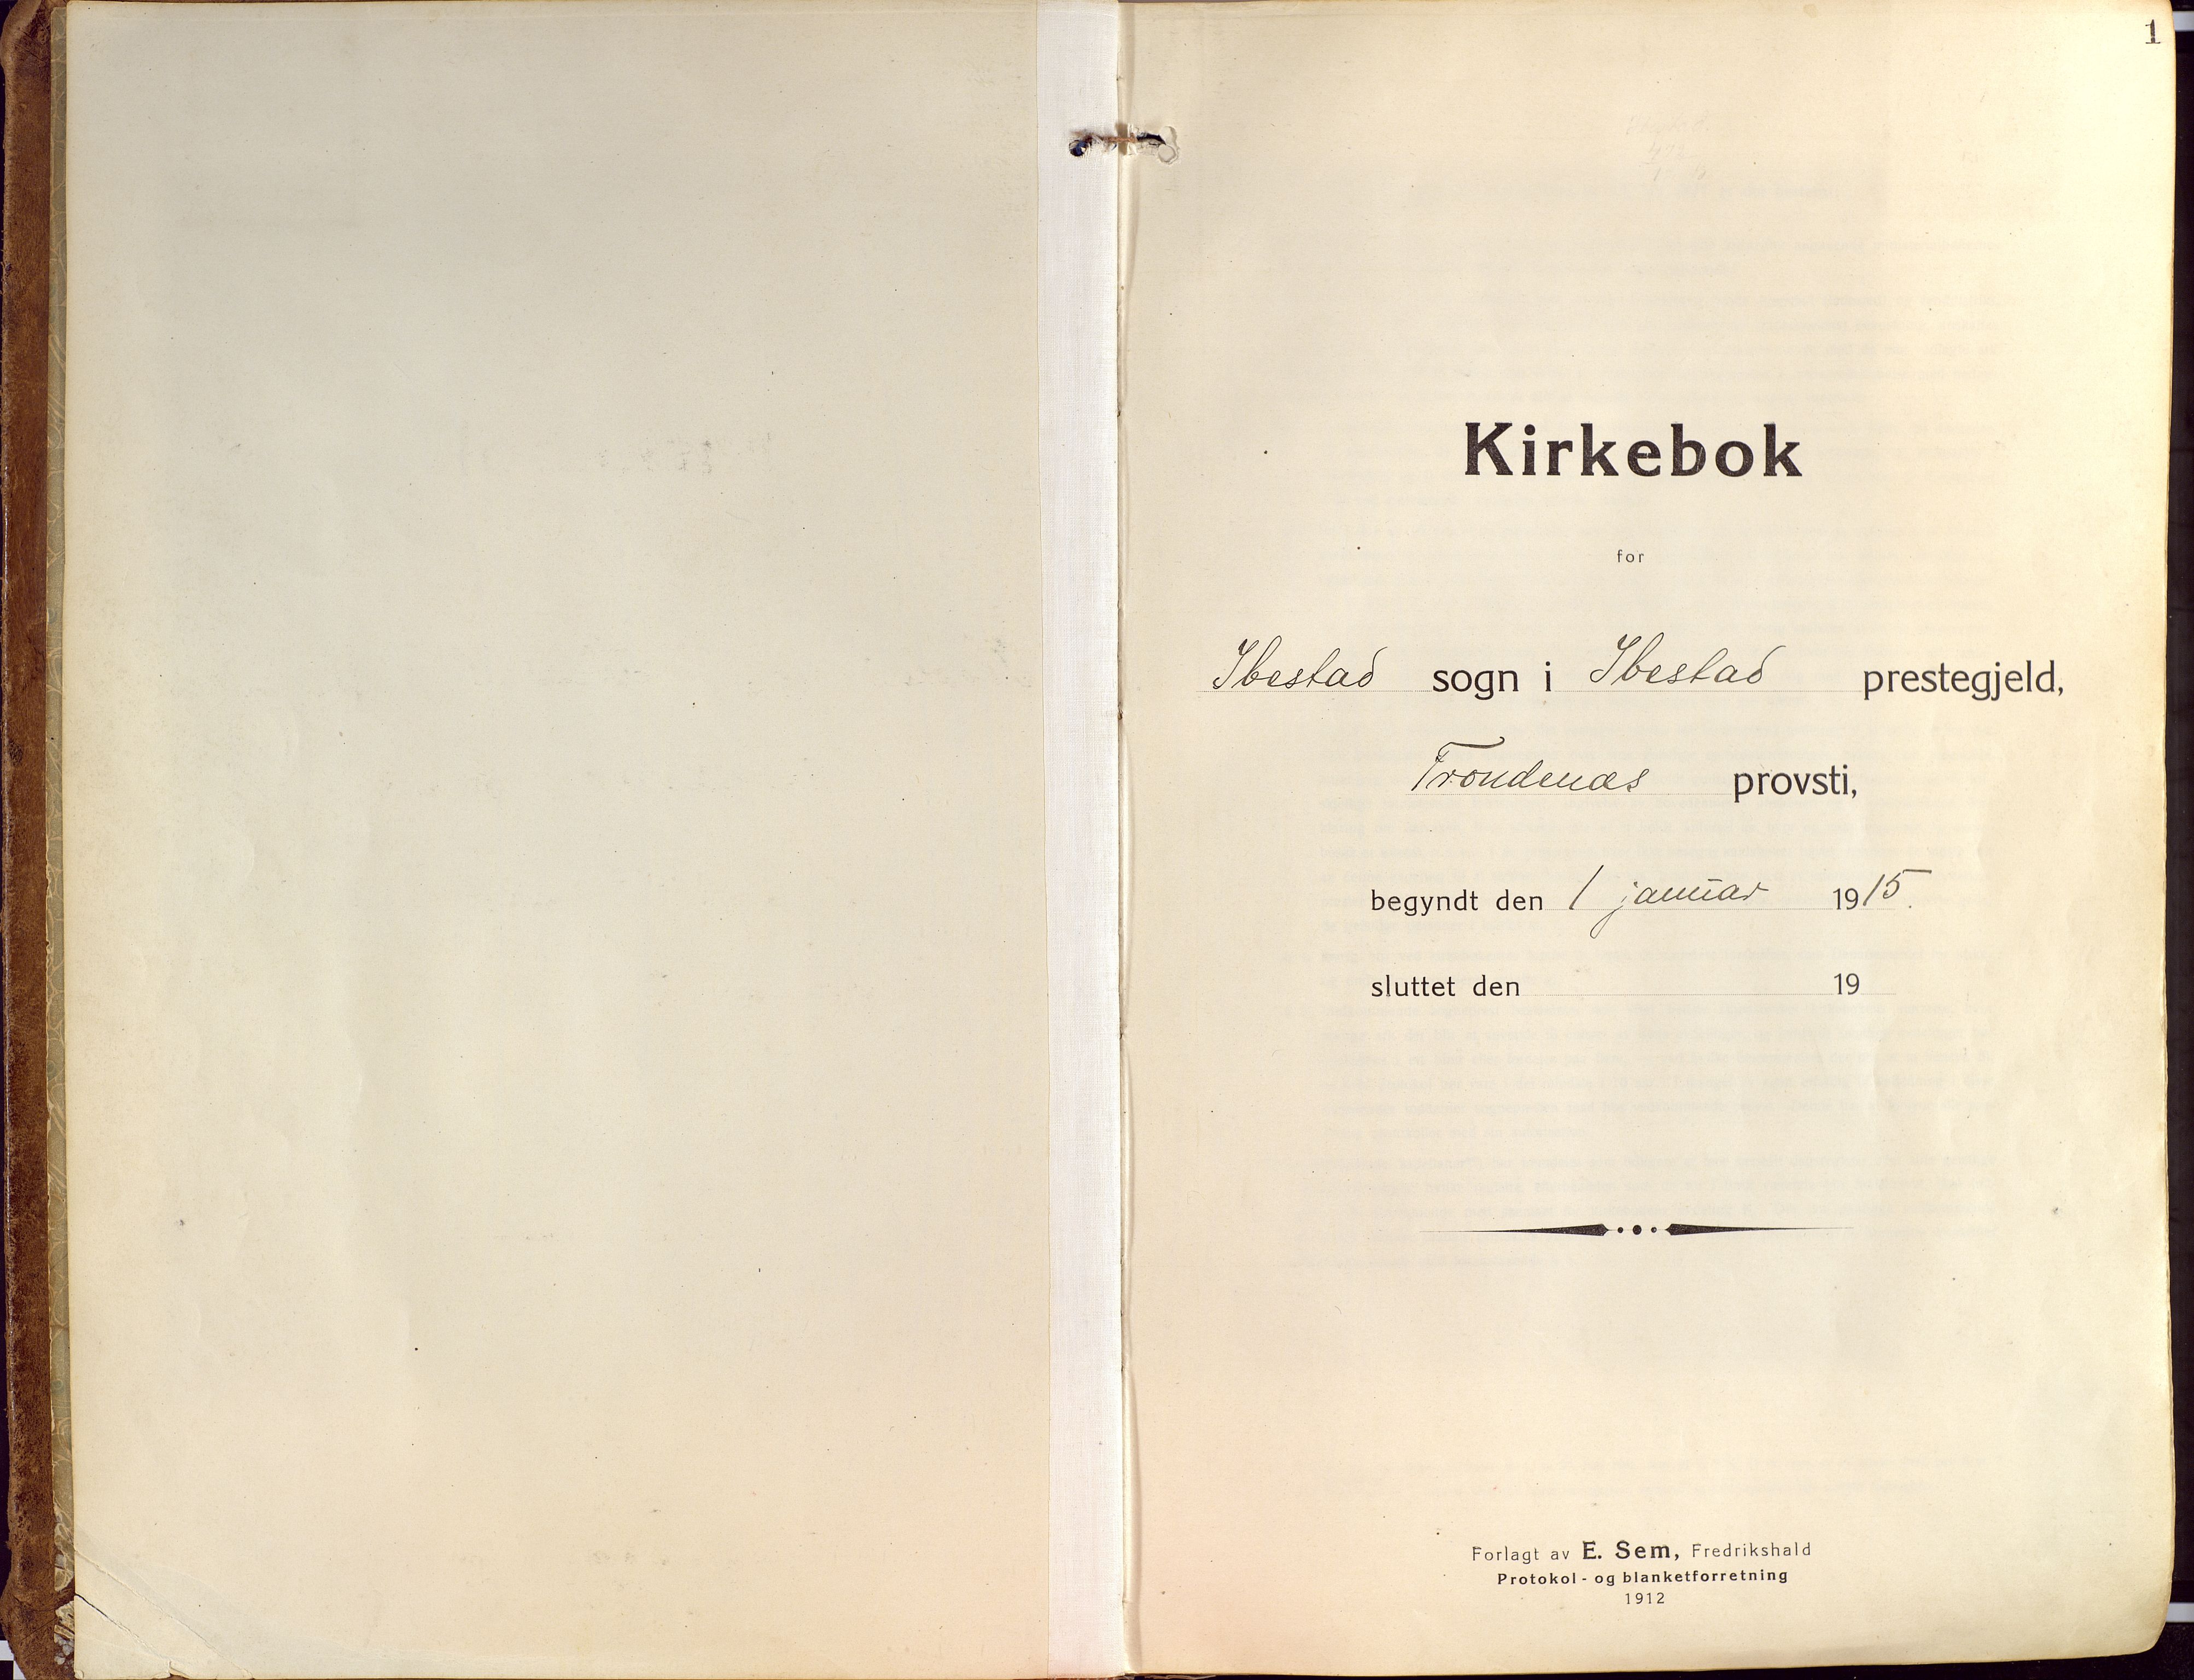 1
Kirkebok
for
Ibestad sogn i Ibestad prestegjeld,
Trondenæs provsti,
begyndt den 1 januar 1915.
sluttet den 19
Forlagt av E. Sem, Fredrikshald
Protokol- og blanketforretning
1912